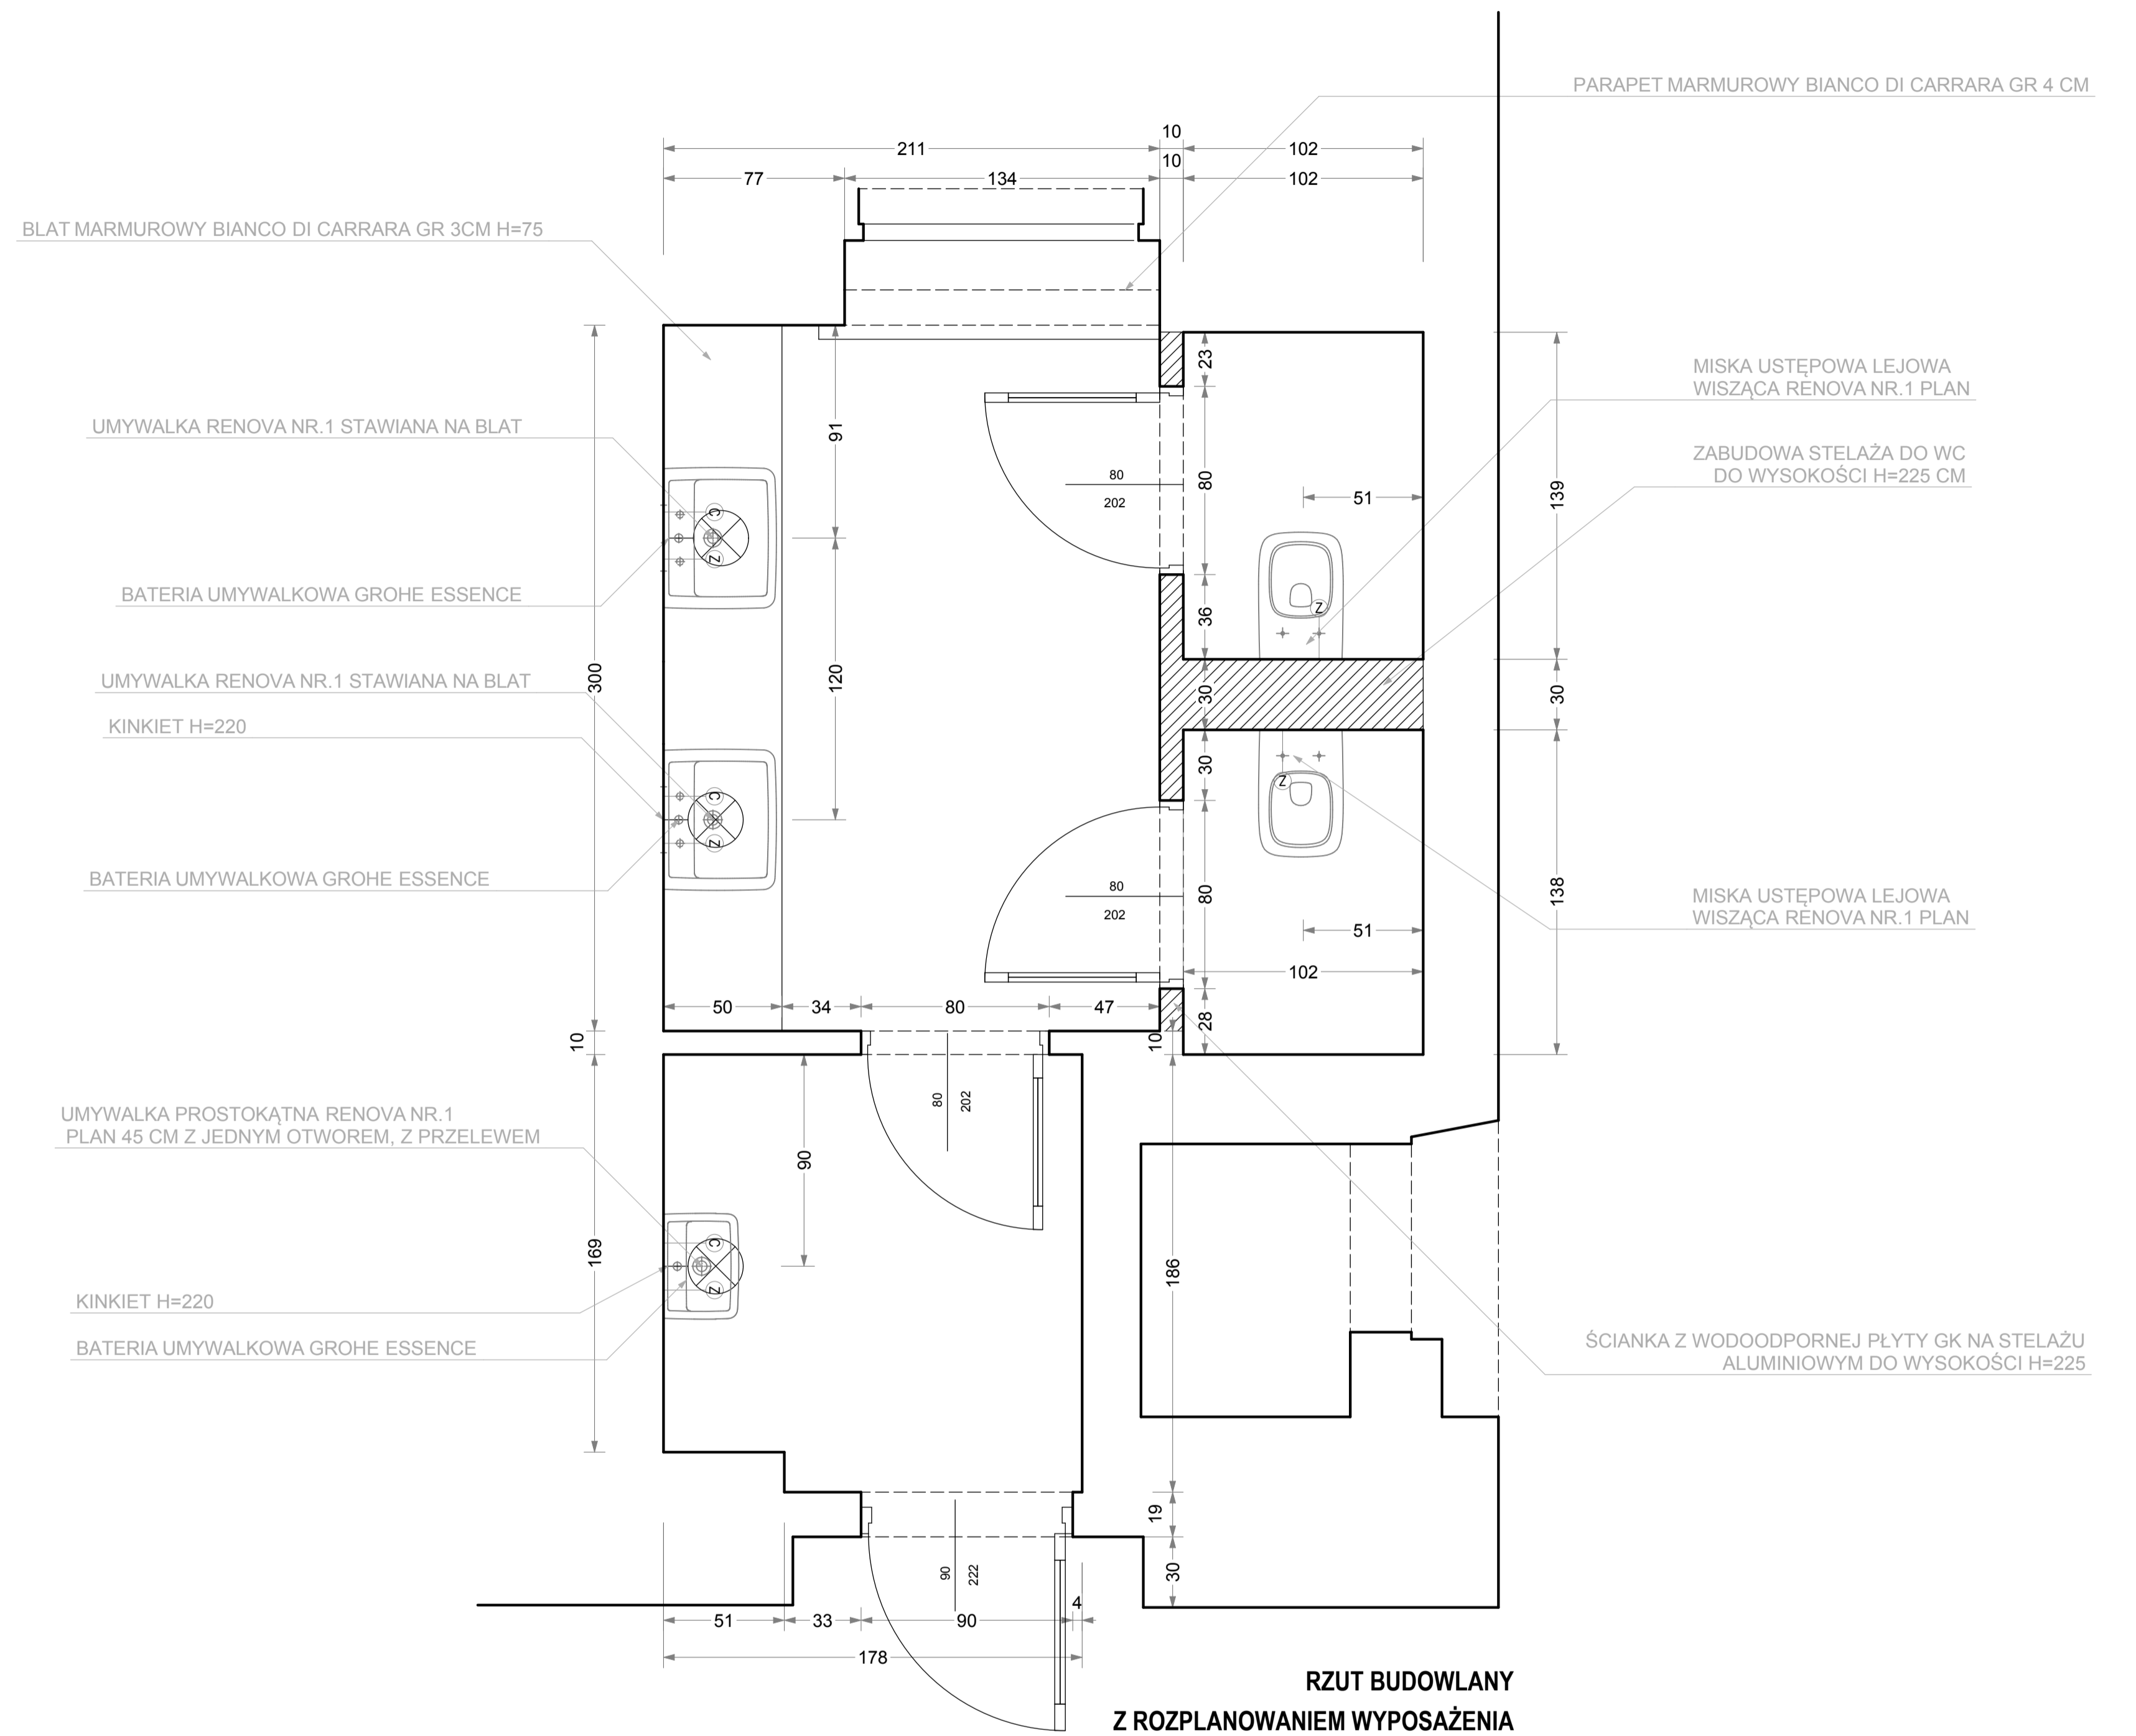 PARAPET MARMUROWY BIANCO DI CARRARA GR 4 CM
10
211
102
10
77
134
102
BLAT MARMUROWY BIANCO DI CARRARA GR 3CM H=75
23
MISKA USTĘPOWA LEJOWA
WISZĄCA RENOVA NR.1 PLAN
UMYWALKA RENOVA NR.1 STAWIANA NA BLAT
91
ZABUDOWA STELAŻA DO WC
DO WYSOKOŚCI H=225 CM
80
202
80
51
139
C
Z
BATERIA UMYWALKOWA GROHE ESSENCE
Z
36
300
120
UMYWALKA RENOVA NR.1 STAWIANA NA BLAT
30
30
KINKIET H=220
30
Z
C
Z
BATERIA UMYWALKOWA GROHE ESSENCE
80
202
80
138
MISKA USTĘPOWA LEJOWA
WISZĄCA RENOVA NR.1 PLAN
51
102
50
34
80
47
28
10
10
80
202
UMYWALKA PROSTOKĄTNA RENOVA NR.1
PLAN 45 CM Z JEDNYM OTWOREM, Z PRZELEWEM
90
169
C
Z
186
KINKIET H=220
BATERIA UMYWALKOWA GROHE ESSENCE
ŚCIANKA Z WODOODPORNEJ PŁYTY GK NA STELAŻU
ALUMINIOWYM DO WYSOKOŚCI H=225
19
90
222
30
4
51
33
90
178
RZUT BUDOWLANY
Z ROZPLANOWANIEM WYPOSAŻENIA